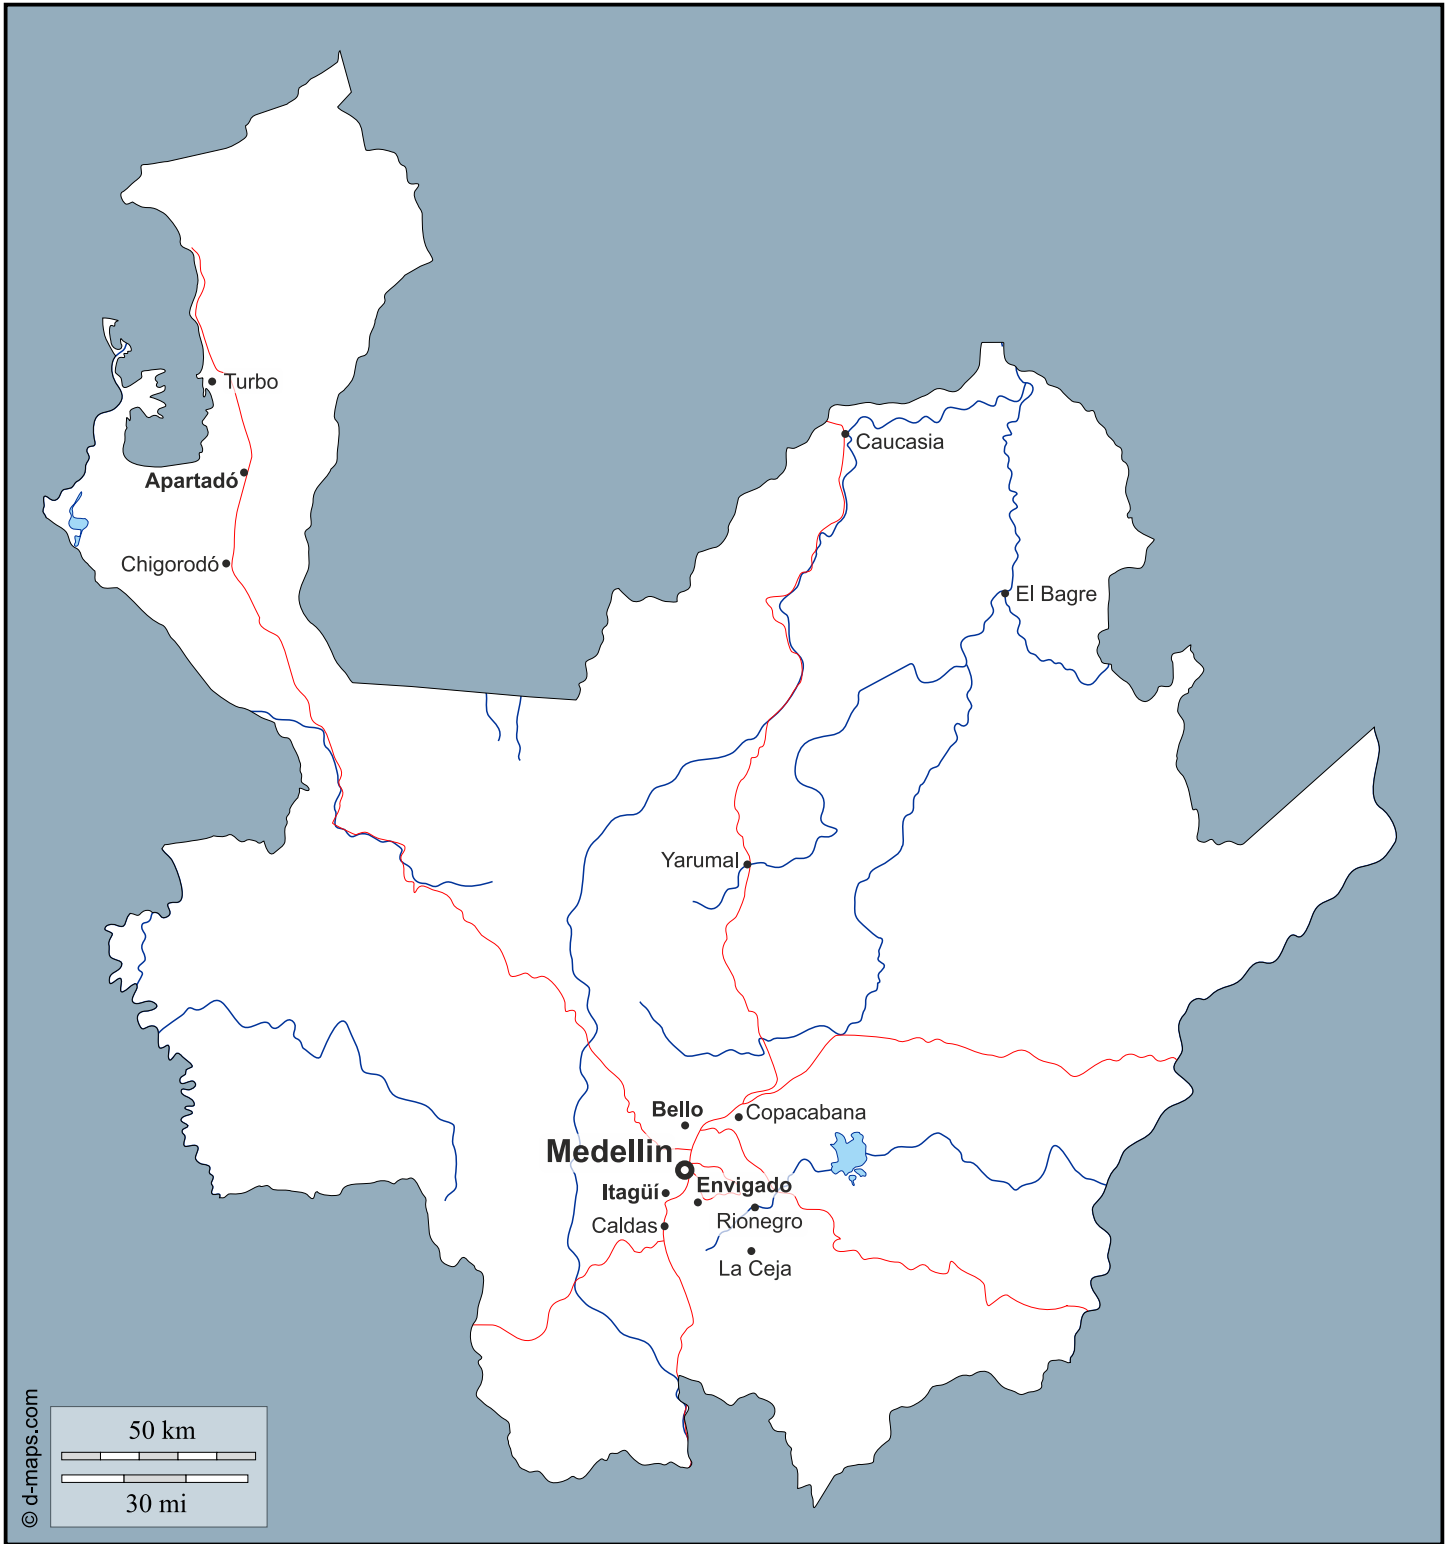 Turbo
Caucasia
Apartadó
Chigorodó
El Bagre
Yarumal
Bello
Copacabana
Medellin
Itagüí
Envigado
Caldas
Rionegro
La Ceja
50 km
30 mi
© d-maps.com